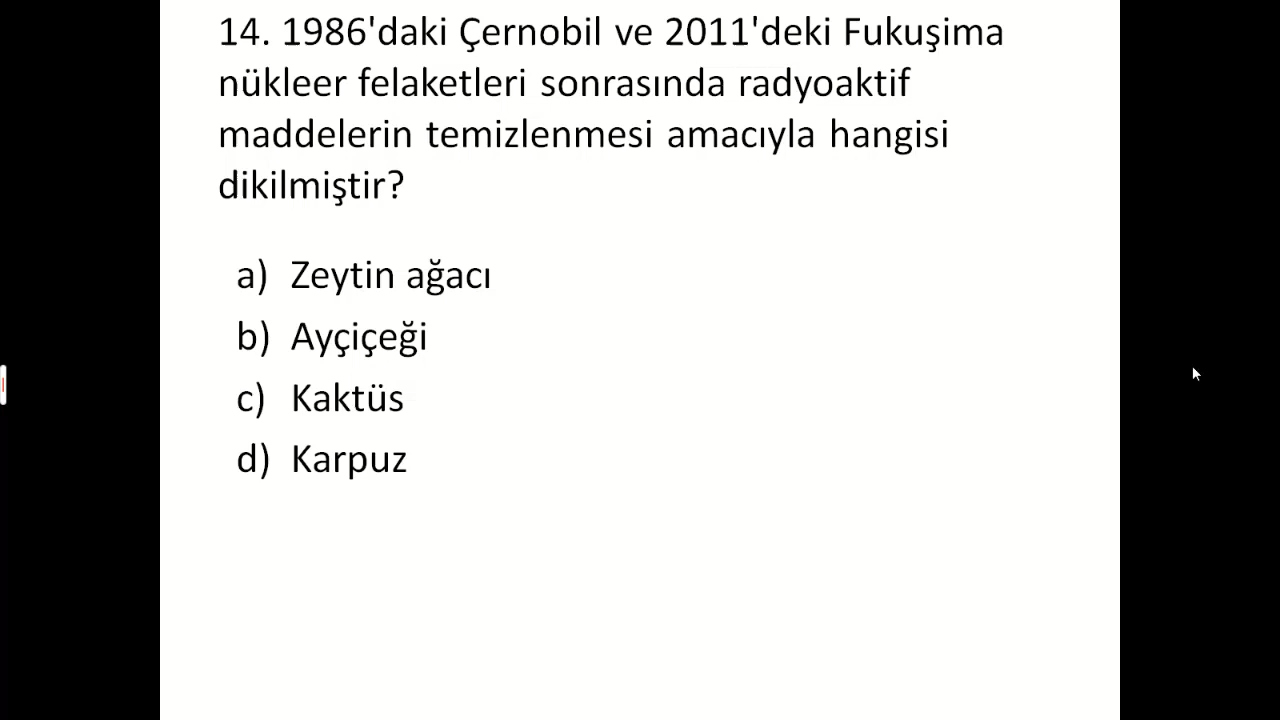 14. 1986'daki Çernobil ve 2011'deki Fukuşima
nükleer felaketleri sonrasında radyoaktif
maddelerin temizlenmesi amacıyla hangisi
dikilmiştir?
a) Zeytin ağacı
b) Ayçiçeği
c) Kaktüs
d) Karpuz